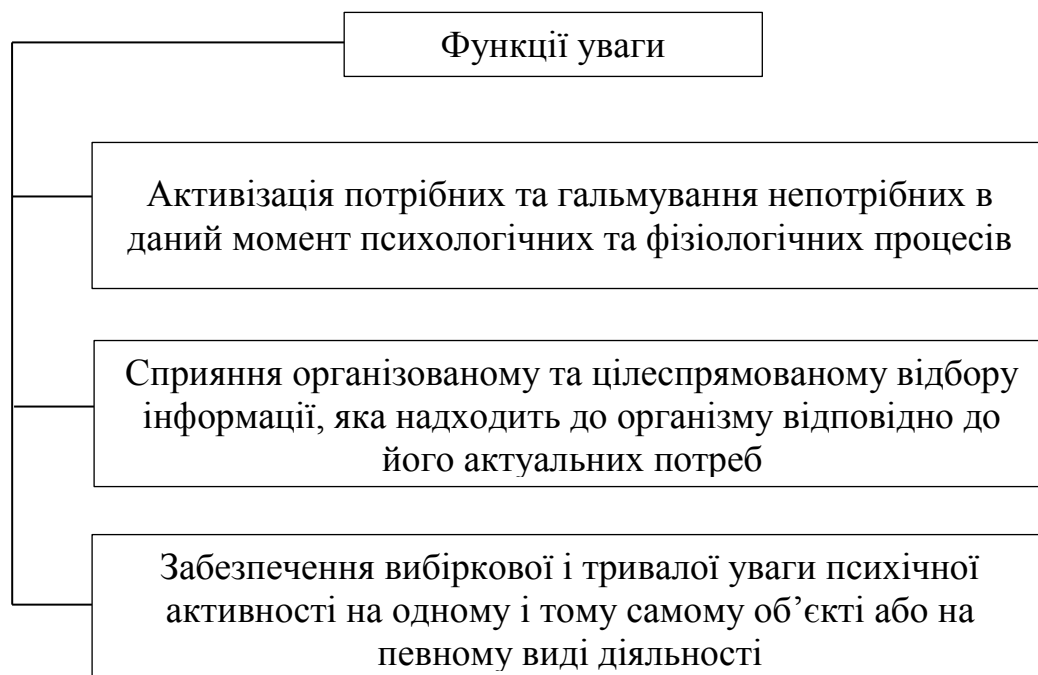 Функції уваги
Активізація потрібних та гальмування непотрібних в
даний момент психологічних та фізіологічних процесів
Сприяння організованому та цілеспрямованому відбору
інформації, яка надходить до організму відповідно до
його актуальних потреб
Забезпечення вибіркової і тривалої уваги психічної
активності на одному і тому самому об’єкті або на
певному виді діяльності